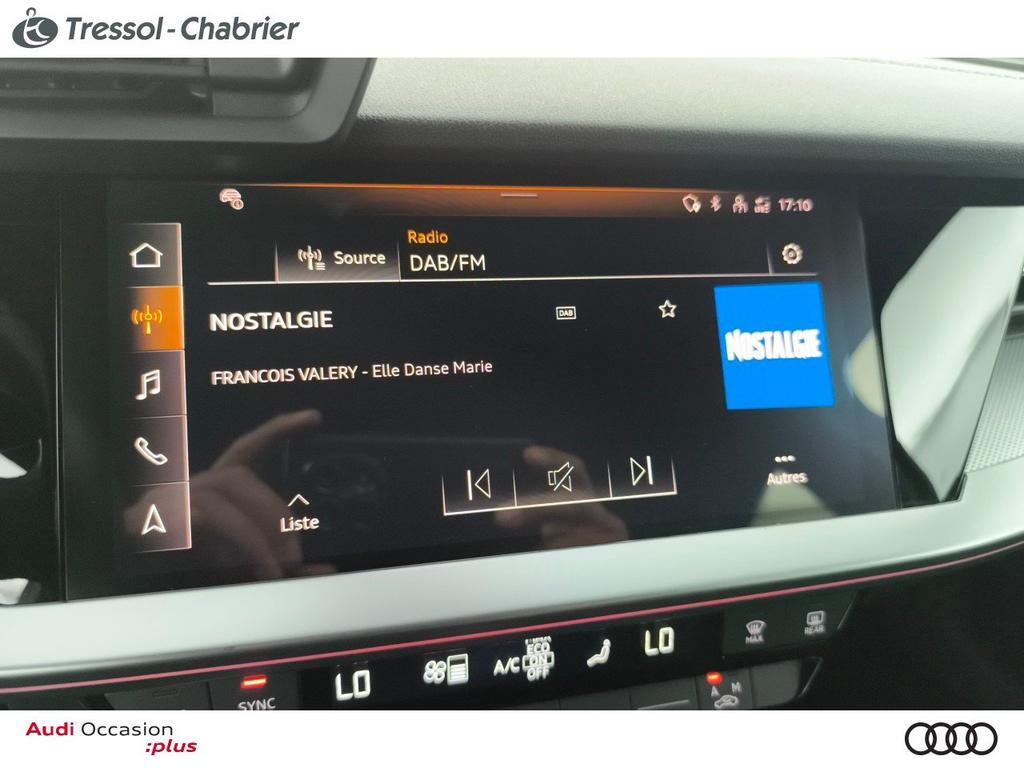 Tressol-Chabrier
17:10
Source
Radio
DAB/FM
NOSTALGIE
DAB
NOSTALGIE
FRANCOIS VALERY - Elle Danse Marie
Liste
Autres
LO
A/C
ECO
ON
OFF
LO
MAX
REAR
SYNC
A M
Audi Occasion
:plus